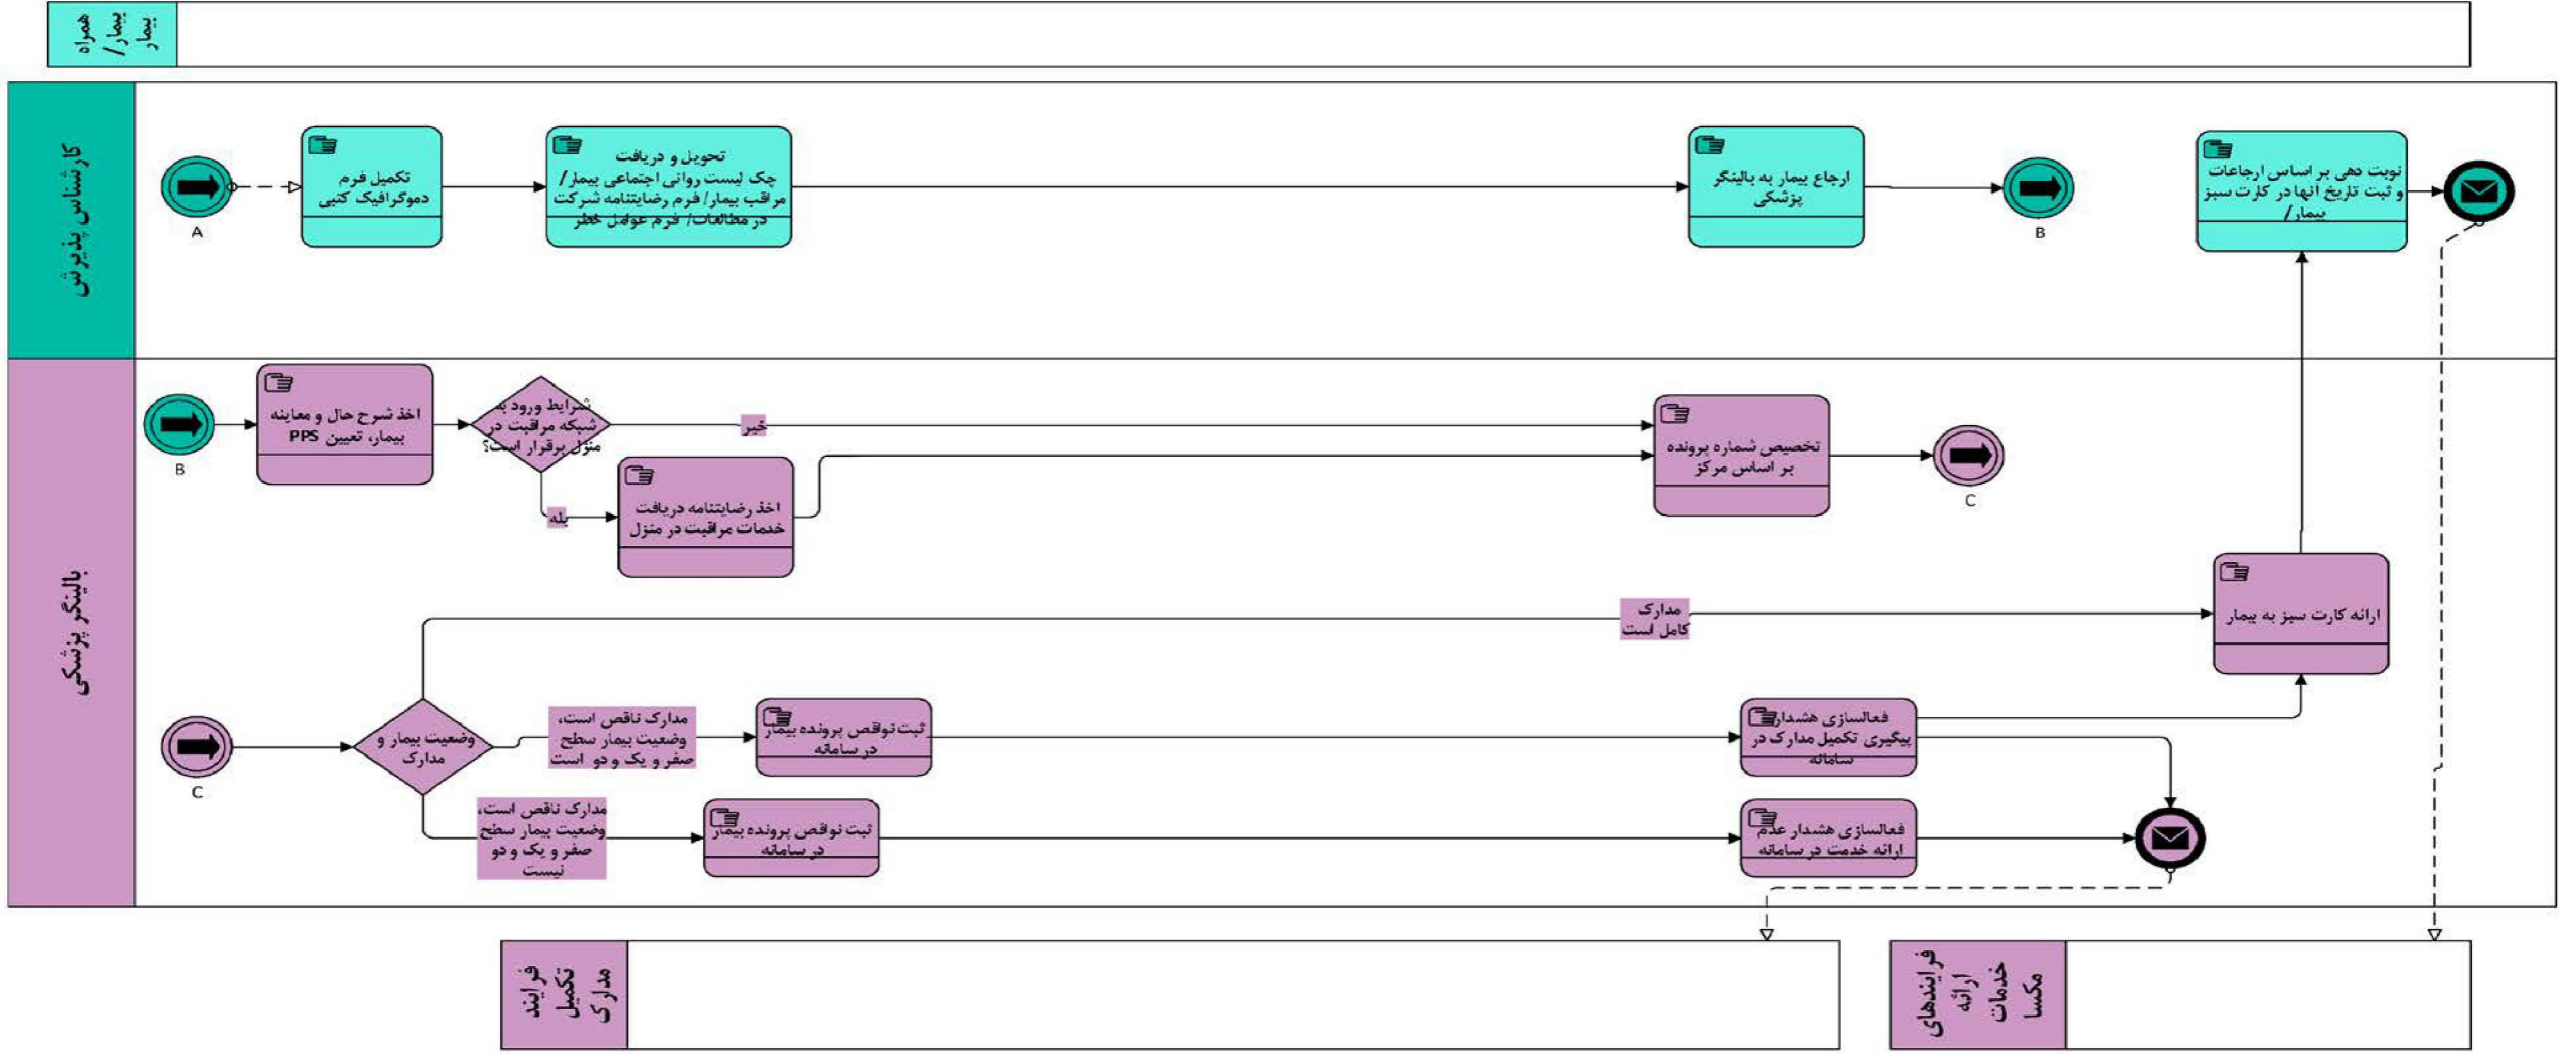 بیمار/
همراه
بیمار
کارشناس پذیرش
A
تکمیل فرم
دموگرافیک کتبی
تحویل و دریافت
چک لیست روانی اجتماعی بیمار/
مراقب بیمار/ فرم رضایتنامه شرکت
در مطالعات/ فرم عوامل خطر
ارجاع بیمار به بالینگر
پزشکی
B
نوبت دهی بر اساس ارجاعات
و ثبت تاریخ آنها در کارت سبز
بیمار/
بالینگر پزشکی
B
اخذ شرح حال و معاینه
بیمار، تعیین PPS
شرایط ورود به
شبکه مراقبت در
منزل برقرار است؟
خیر
بله
اخذ رضایتنامه دریافت
خدمات مراقبت در منزل
تخصیص شماره پرونده
بر اساس مرکز
C
مدارک
کامل است
ارائه کارت سبز به بیمار
C
وضعیت بیمار و
مدارک
مدارک ناقص است،
وضعیت بیمار سطح
صفر و یک و دو است
ثبت نواقص پرونده بیمار
در سامانه
فعالسازی هشدار
پیگیری تکمیل مدارک در
سامانه
مدارک ناقص است،
وضعیت بیمار سطح
صفر و یک و دو
نیست
ثبت نواقص پرونده بیمار
در سامانه
فعالسازی هشدار عدم
ارائه خدمت در سامانه
فرایند
تکمیل
مدارک
فرایندهای
ارائه
خدمات
مکسا